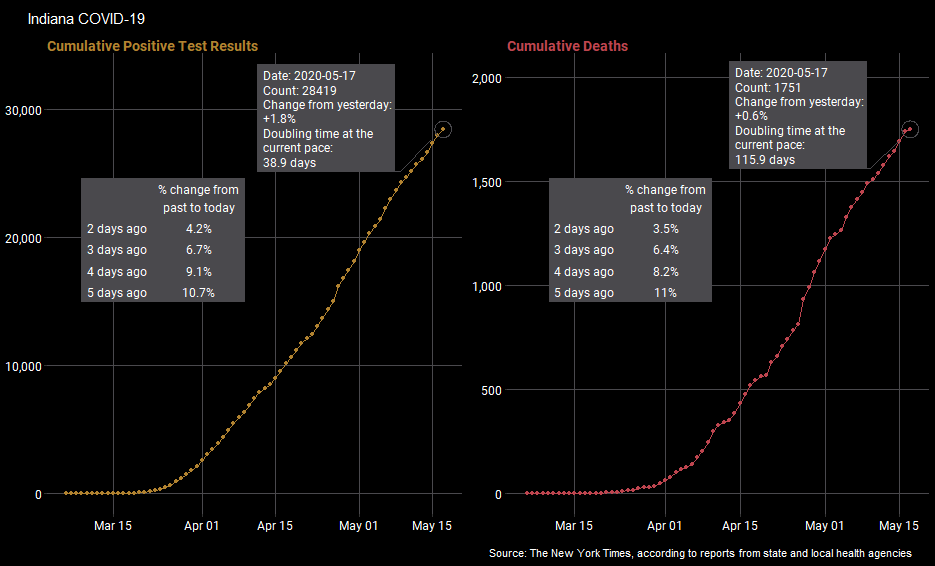 Indiana COVID-19
Cumulative Positive Test Results
Date: 2020-05-17
Count: 28419
Change from yesterday:
+1.8%
Doubling time at the
current pace:
38.9 days
% change from
past to today
2 days ago 4.2%
3 days ago 6.7%
4 days ago 9.1%
5 days ago 10.7%
30,000
20,000
10,000
0
Mar 15 Apr 01 Apr 15 May 01 May 15
Cumulative Deaths
Date: 2020-05-17
Count: 1751
Change from yesterday:
+0.6%
Doubling time at the
current pace:
115.9 days
% change from
past to today
2 days ago 3.5%
3 days ago 6.4%
4 days ago 8.2%
5 days ago 11%
2,000
1,500
1,000
500
0
Mar 15 Apr 01 Apr 15 May 01 May 15
Source: The New York Times, according to reports from state and local health agencies